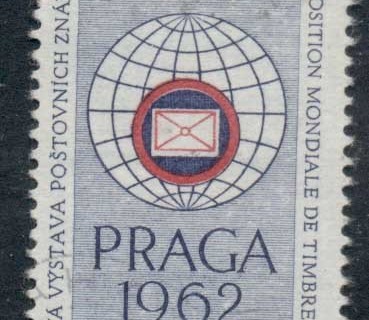 VÝSTAVA POŠTOVNÍCH
PRAGA
1962
MONDIALE DE